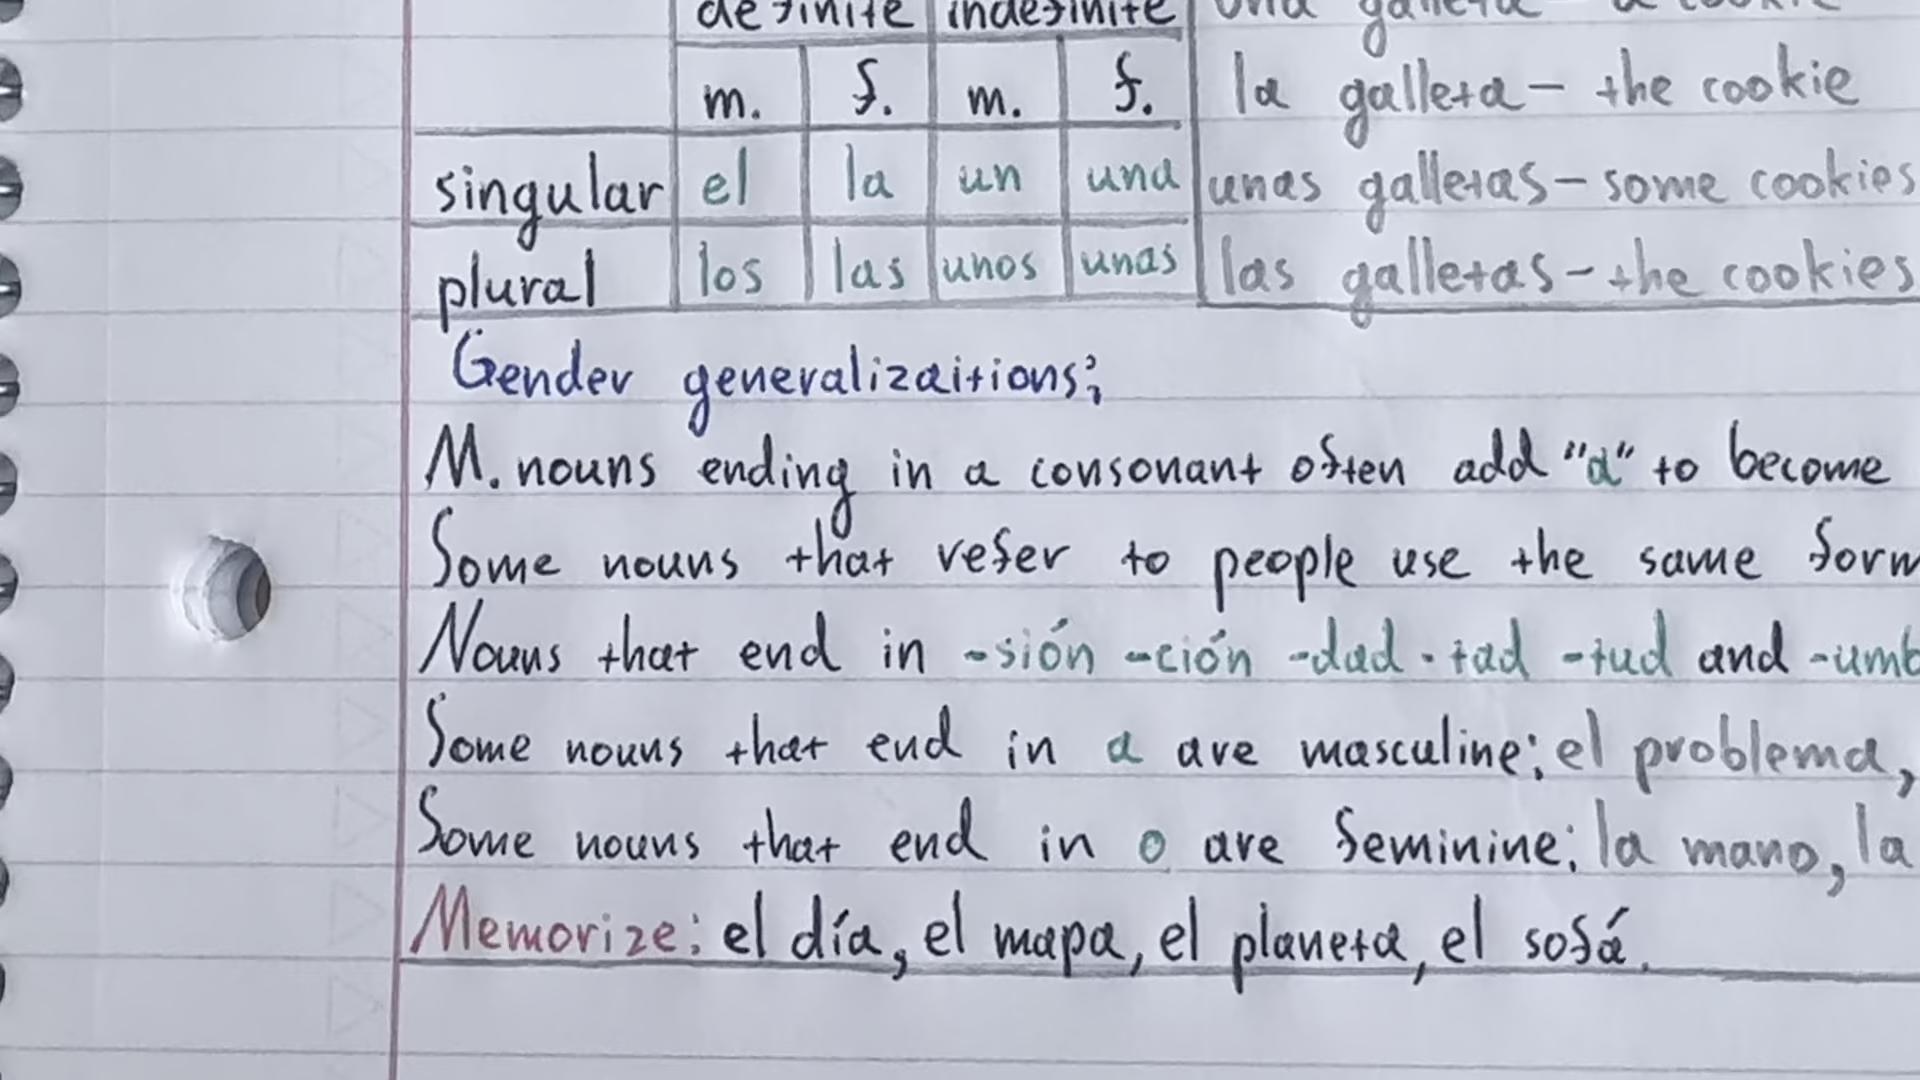 definite indefinite una galleta - a cookie
m. f. m. f. la galleta - the cookie
singular el la un una unas galletas - some cookies
plural los las unos unas las galletas - the cookies
Gender generalizaitions:
M. nouns ending in a consonant often add "a" to become
Some nouns that refer to people use the same form
Nouns that end in -sión -ción -dad -tad -tud and -umb
Some nouns that end in a are masculine: el problema,
Some nouns that end in o are feminine: la mano, la
Memorize: el día, el mapa, el planeta, el sofá.